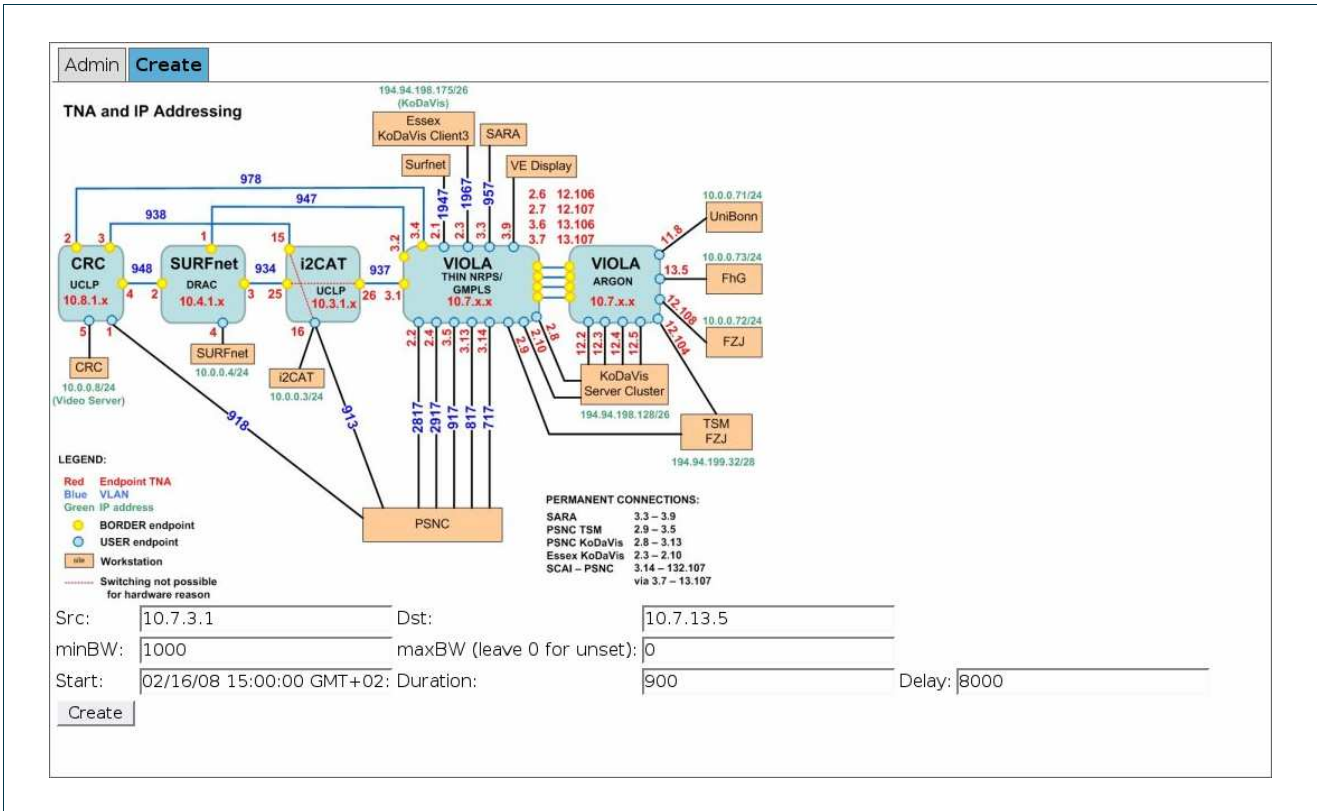 Admin Create
TNA and IP Addressing
194.94.198.175/26
(KoDaVis)
Essex
KoDaVis Client3
SARA
Surfnet
VE Display
978
947
938
1947
1967
957
2.6 12.106
2.7 12.107
3.6 13.106
3.7 13.107
10.0.0.71/24
UniBonn
11.8
2
3
1
15
3.2
3.4
2.1
2.3
3.3
3.9
CRC
UCLP
10.8.1.x
948
4
2
SURFnet
DRAC
10.4.1.x
934
3
25
i2CAT
UCLP
10.3.1.x
937
26
3.1
VIOLA
THIN NRPS/
GMPLS
10.7.x.x
VIOLA
ARGON
10.7.x.x
13.5
10.0.0.73/24
FhG
12.108
10.0.0.72/24
FZJ
12.104
5
1
4
16
2.2
2.4
3.5
3.13
3.14
2.9
2.10
2.8
12.2
12.3
12.4
12.5
CRC
10.0.0.8/24
(Video Server)
SURFnet
10.0.0.4/24
i2CAT
10.0.0.3/24
KoDaVis
Server Cluster
194.94.198.128/26
918
913
2817
2917
917
817
717
TSM
FZJ
194.94.199.32/28
LEGEND:
Red Endpoint TNA
Blue VLAN
Green IP address
BORDER endpoint
USER endpoint
Workstation
Switching not possible
for hardware reason
PSNC
PERMANENT CONNECTIONS:
SARA 3.3 – 3.9
PSNC TSM 2.9 – 3.5
PSNC KoDaVis 2.8 – 3.13
Essex KoDaVis 2.3 – 2.10
SCAI – PSNC 3.14 – 132.107
via 3.7 – 13.107
Src: 10.7.3.1 Dst: 10.7.13.5
minBW: 1000 maxBW (leave 0 for unset): 0
Start: 02/16/08 15:00:00 GMT+02: Duration: 900 Delay: 8000
Create